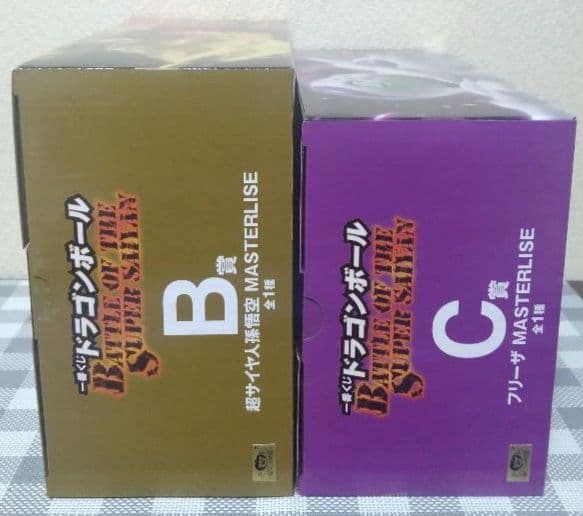 一番くじ ドラゴンボール
BATTLE OF THE
SUPER SAIYAN
B賞
超サイヤ人孫悟空 MASTERLISE
全1種
一番くじ ドラゴンボール
BATTLE OF THE
SUPER SAIYAN
C賞
フリーザ MASTERLISE
全1種